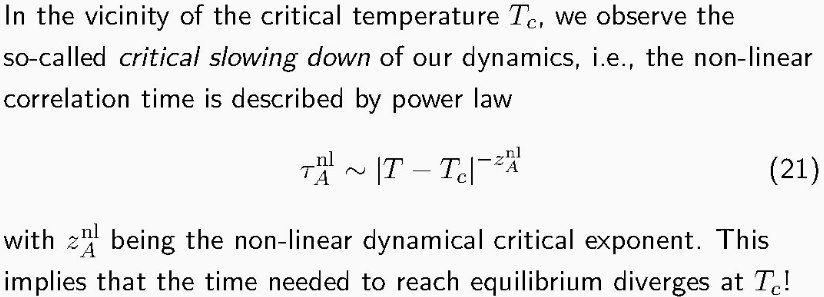 In the vicinity of the critical temperature $T_c$, we observe the
so-called critical slowing down of our dynamics, i.e., the non-linear
correlation time is described by power law
$\tau_A^{\mathrm{nl}} \sim |T - T_c|^{-z_A^{\mathrm{nl}}}$ (21)
with $z_A^{\mathrm{nl}}$ being the non-linear dynamical critical exponent. This
implies that the time needed to reach equilibrium diverges at $T_c$!